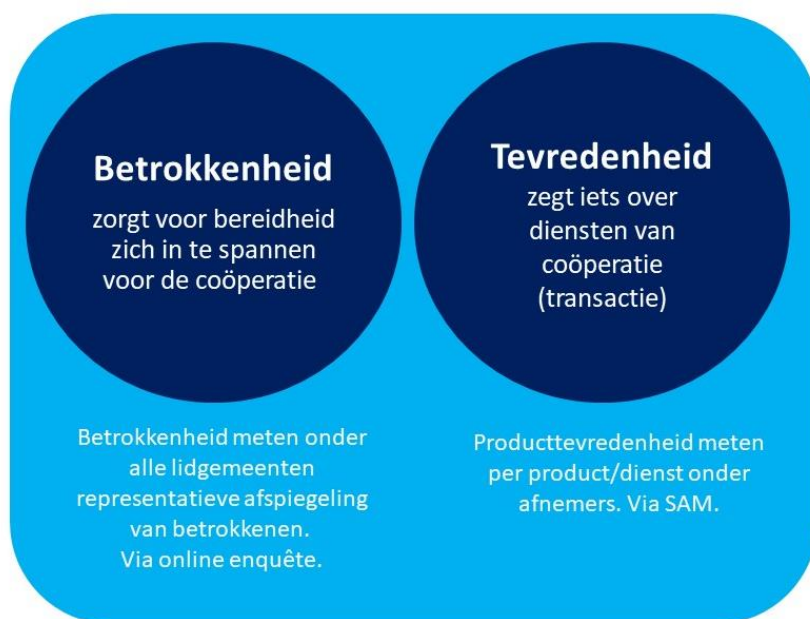 Betrokkenheid
zorgt voor bereidheid
zich in te spannen
voor de coöperatie
Tevredenheid
zegt iets over
diensten van
coöperatie
(transactie)
Betrokkenheid meten onder
alle lidgemeenten
representatieve afspiegeling
van betrokkenen.
Via online enquête.
Producttevredenheid meten
per product/dienst onder
afnemers. Via SAM.